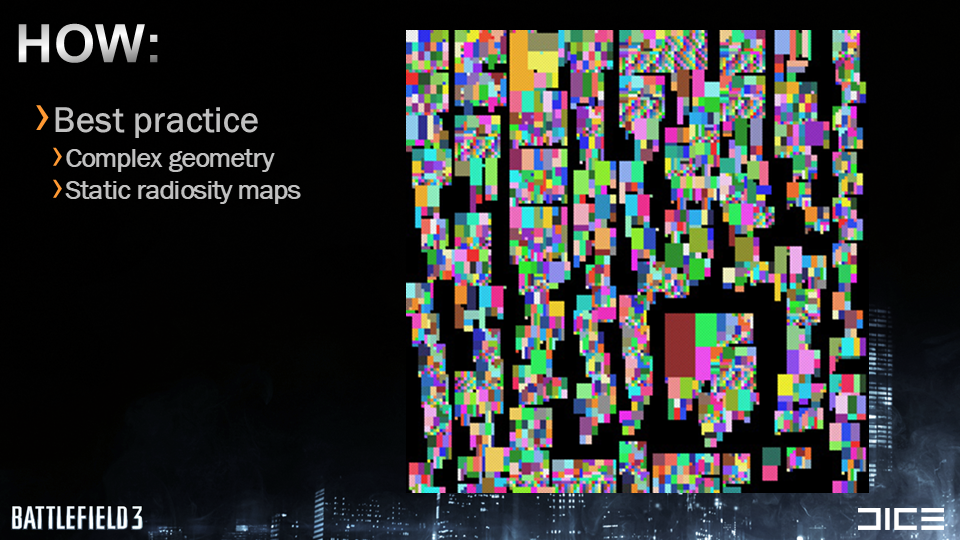 HOW:
Best practice
Complex geometry
Static radiosity maps
BATTLEFIELD 3
DICE